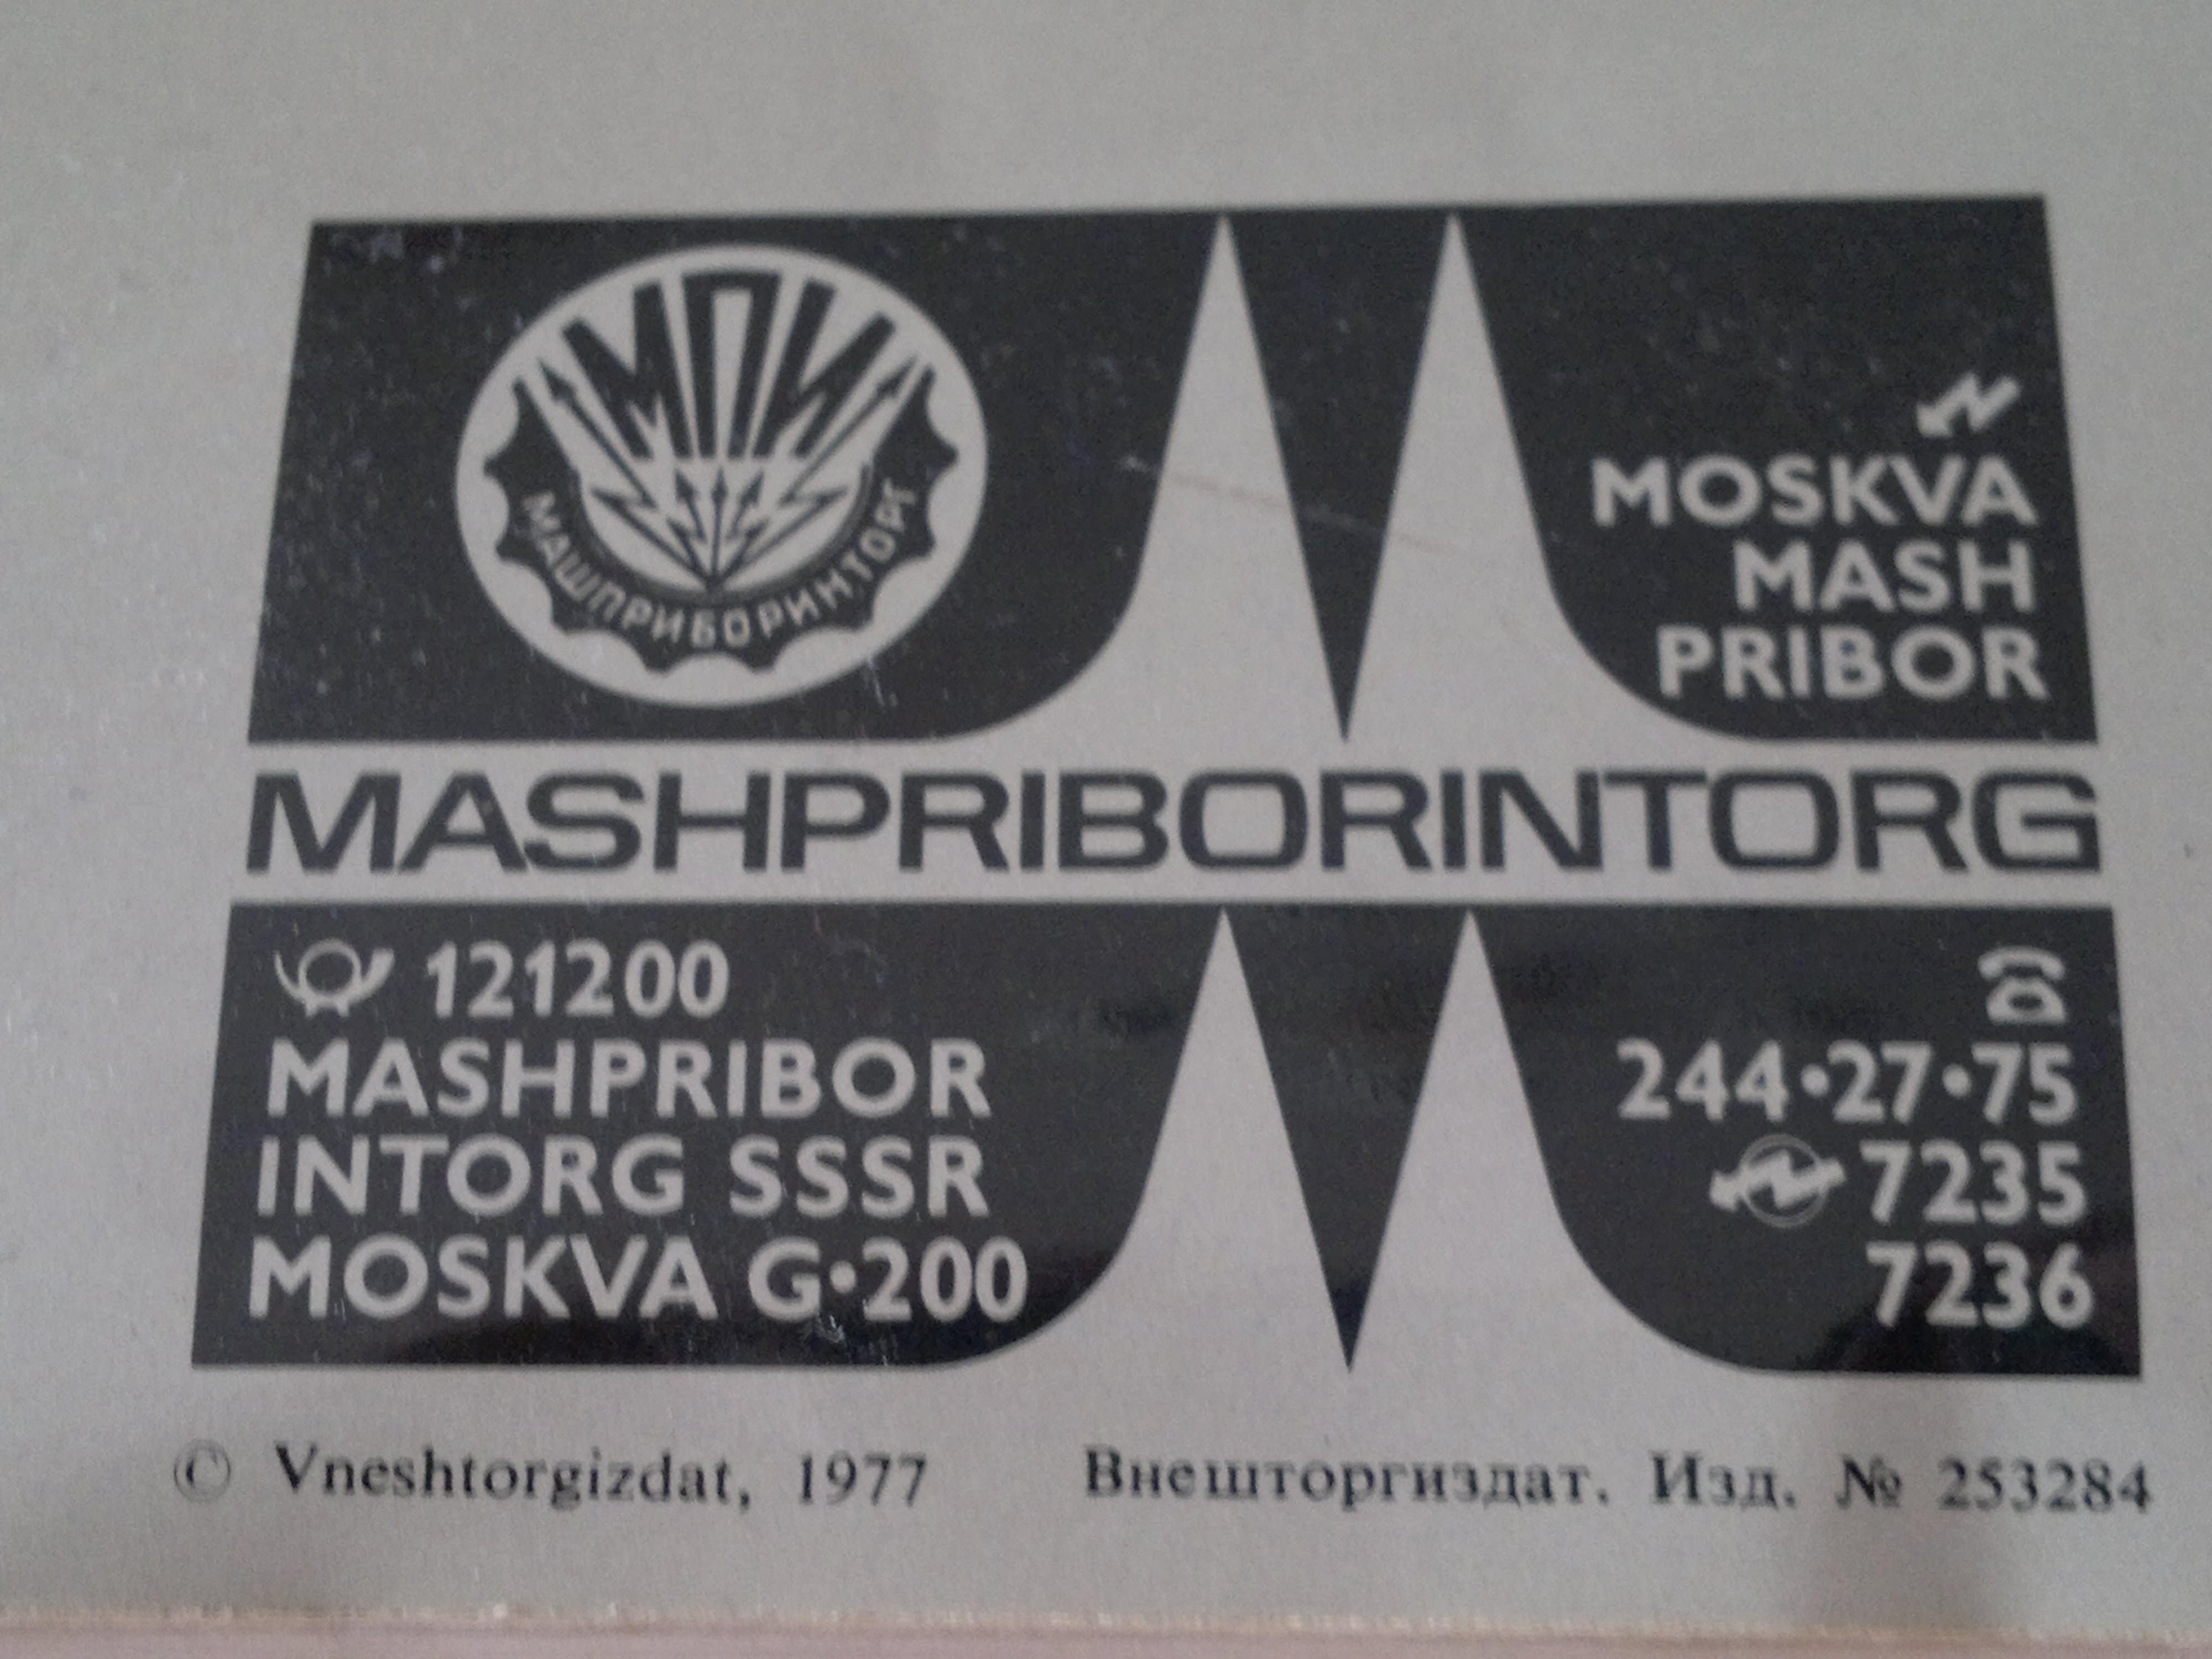 МПИ
МАШПРИБОРИНТОРГ
MOSKVA
MASH
PRIBOR
MASHPRIBORINTORG
121200
MASHPRIBOR
INTORG SSSR
MOSKVA G•200
244•27•75
7235
7236
© Vneshtorgizdat, 1977
Внешторгиздат. Изд. № 253284